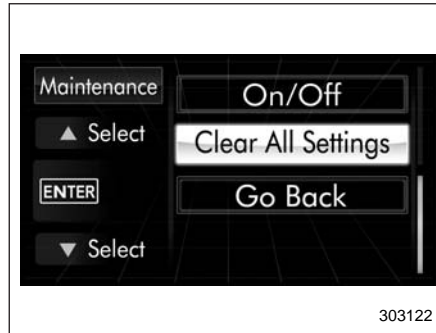 Maintenance
▲ Select
ENTER
▼ Select
On/Off
Clear All Settings
Go Back
303122